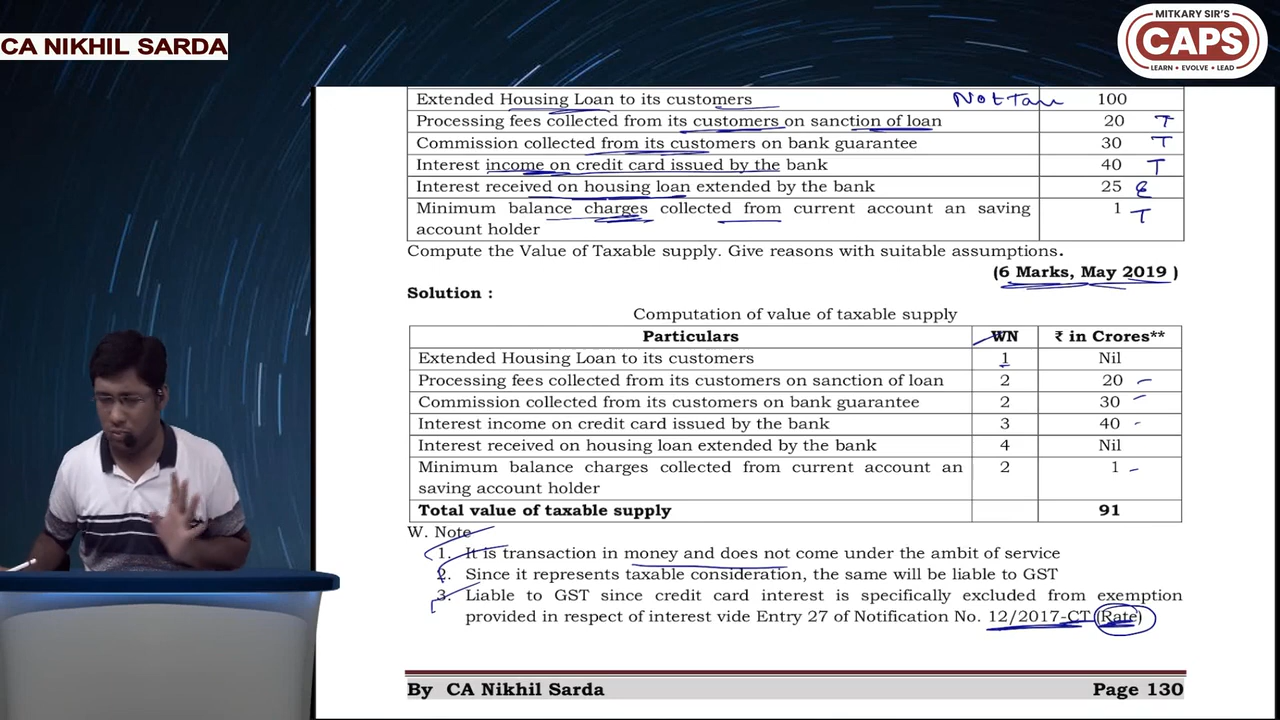 CA NIKHIL SARDA
MITKARY SIR'S
CAPS
LEARN • EVOLVE • LEAD
Extended Housing Loan to its customers Not Tax 100
Processing fees collected from its customers on sanction of loan 20 T
Commission collected from its customers on bank guarantee 30 T
Interest income on credit card issued by the bank 40 T
Interest received on housing loan extended by the bank 25 E
Minimum balance charges collected from current account an saving 1 T
account holder
Compute the Value of Taxable supply. Give reasons with suitable assumptions.
(6 Marks, May 2019 )
Solution :
Computation of value of taxable supply
Particulars WN ₹ in Crores**
Extended Housing Loan to its customers 1 Nil
Processing fees collected from its customers on sanction of loan 2 20
Commission collected from its customers on bank guarantee 2 30
Interest income on credit card issued by the bank 3 40
Interest received on housing loan extended by the bank 4 Nil
Minimum balance charges collected from current account an 2 1
saving account holder
Total value of taxable supply 91
W. Note
1. It is transaction in money and does not come under the ambit of service
2. Since it represents taxable consideration, the same will be liable to GST
3. Liable to GST since credit card interest is specifically excluded from exemption
provided in respect of interest vide Entry 27 of Notification No. 12/2017-CT (Rate)
By CA Nikhil Sarda Page 130